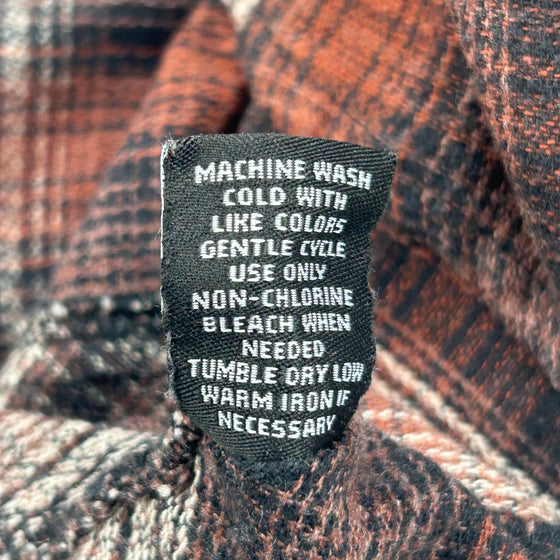 MACHINE WASH
COLD WITH
LIKE COLORS
GENTLE CYCLE
USE ONLY
NON-CHLORINE
BLEACH WHEN
NEEDED
TUMBLE DRY LOW
WARM IRON IF
NECESSARY